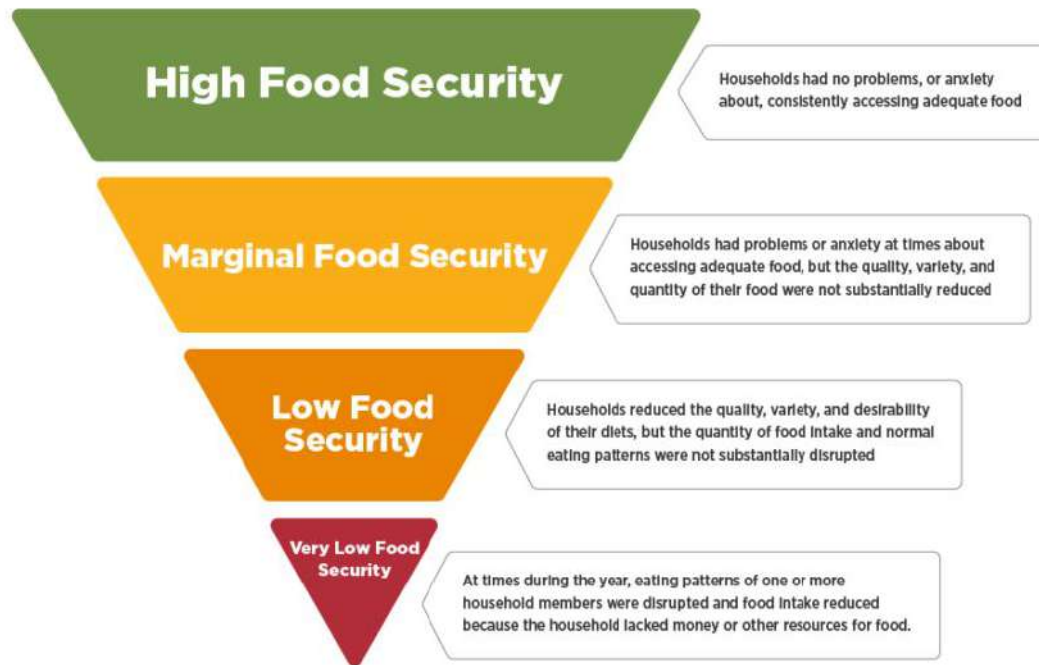 High Food Security
Households had no problems, or anxiety
about, consistently accessing adequate food
Marginal Food Security
Households had problems or anxiety at times about
accessing adequate food, but the quality, variety, and
quantity of their food were not substantially reduced
Low Food
Security
Households reduced the quality, variety, and desirability
of their diets, but the quantity of food intake and normal
eating patterns were not substantially disrupted
Very Low Food
Security
At times during the year, eating patterns of one or more
household members were disrupted and food intake reduced
because the household lacked money or other resources for food.